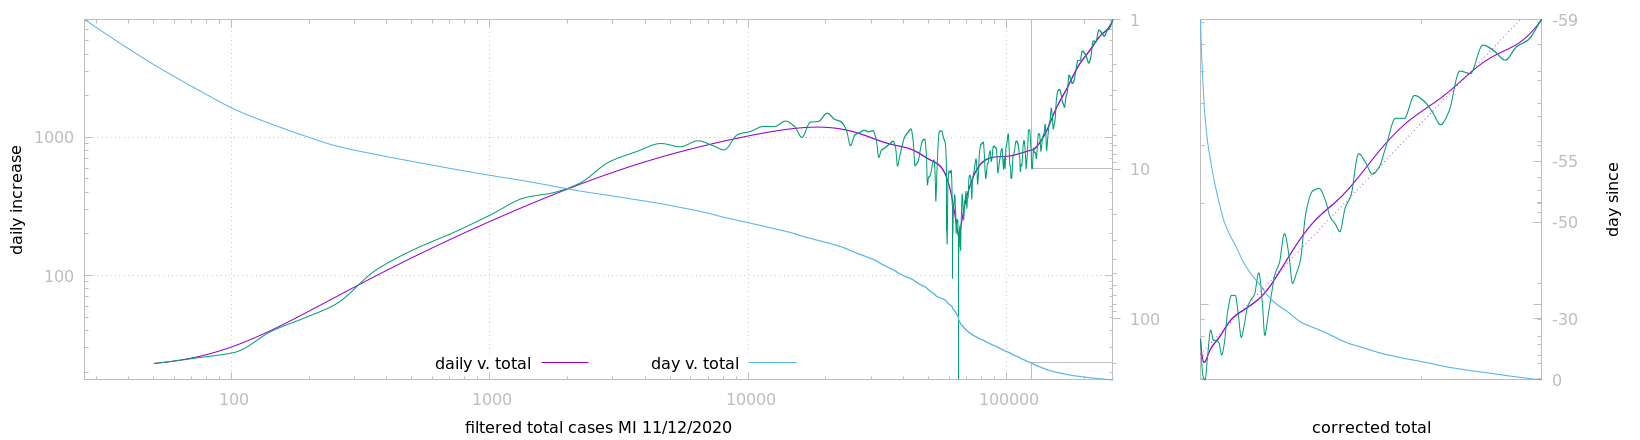 daily increase
1000
100
daily v. total
day v. total
100
1000
10000
100000
filtered total cases MI 11/12/2020
1
10
100
-59
-55
-50
-30
0
day since
corrected total